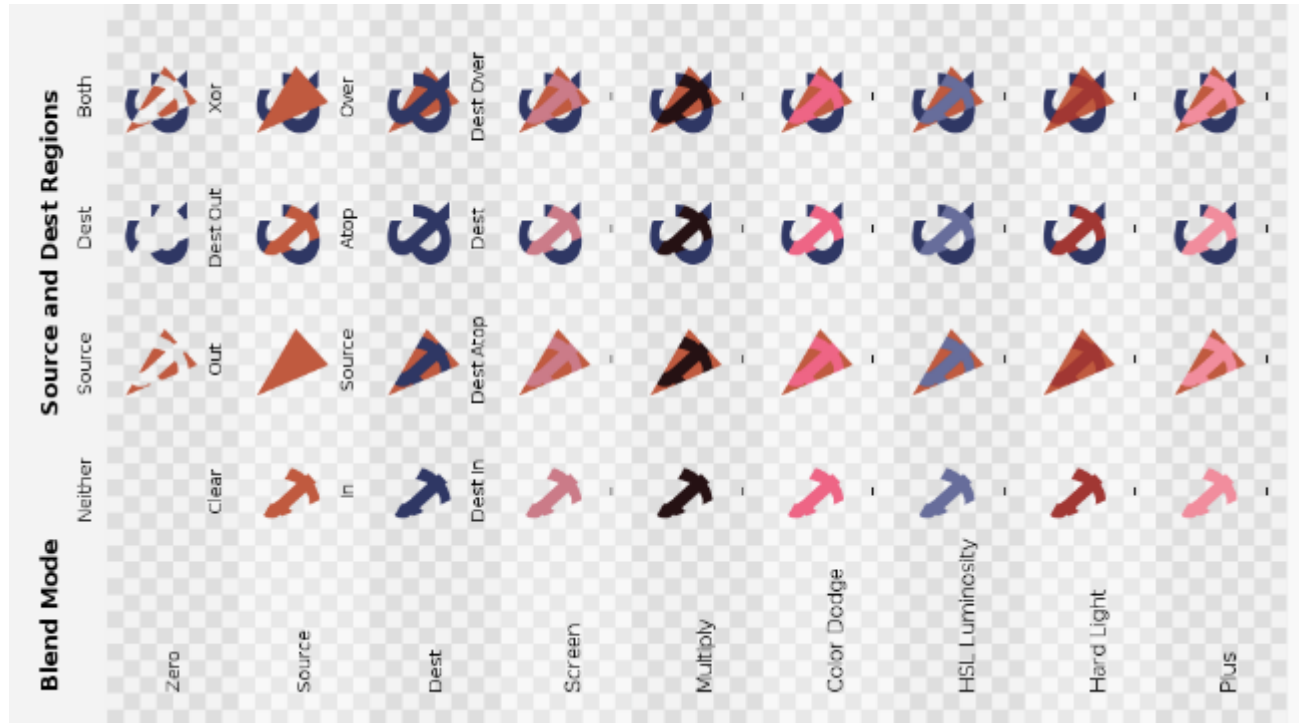 Blend Mode Source and Dest Regions
Neither Source Dest Both
Zero
Clear Out Dest Out Xor
Source
In Source Atop Over
Dest
Dest In Dest Atop Dest Dest Over
Screen
- - - -
Multiply
- - - -
Color Dodge
- - - -
HSL Luminosity
- - - -
Hard Light
- - - -
Plus
- - - -